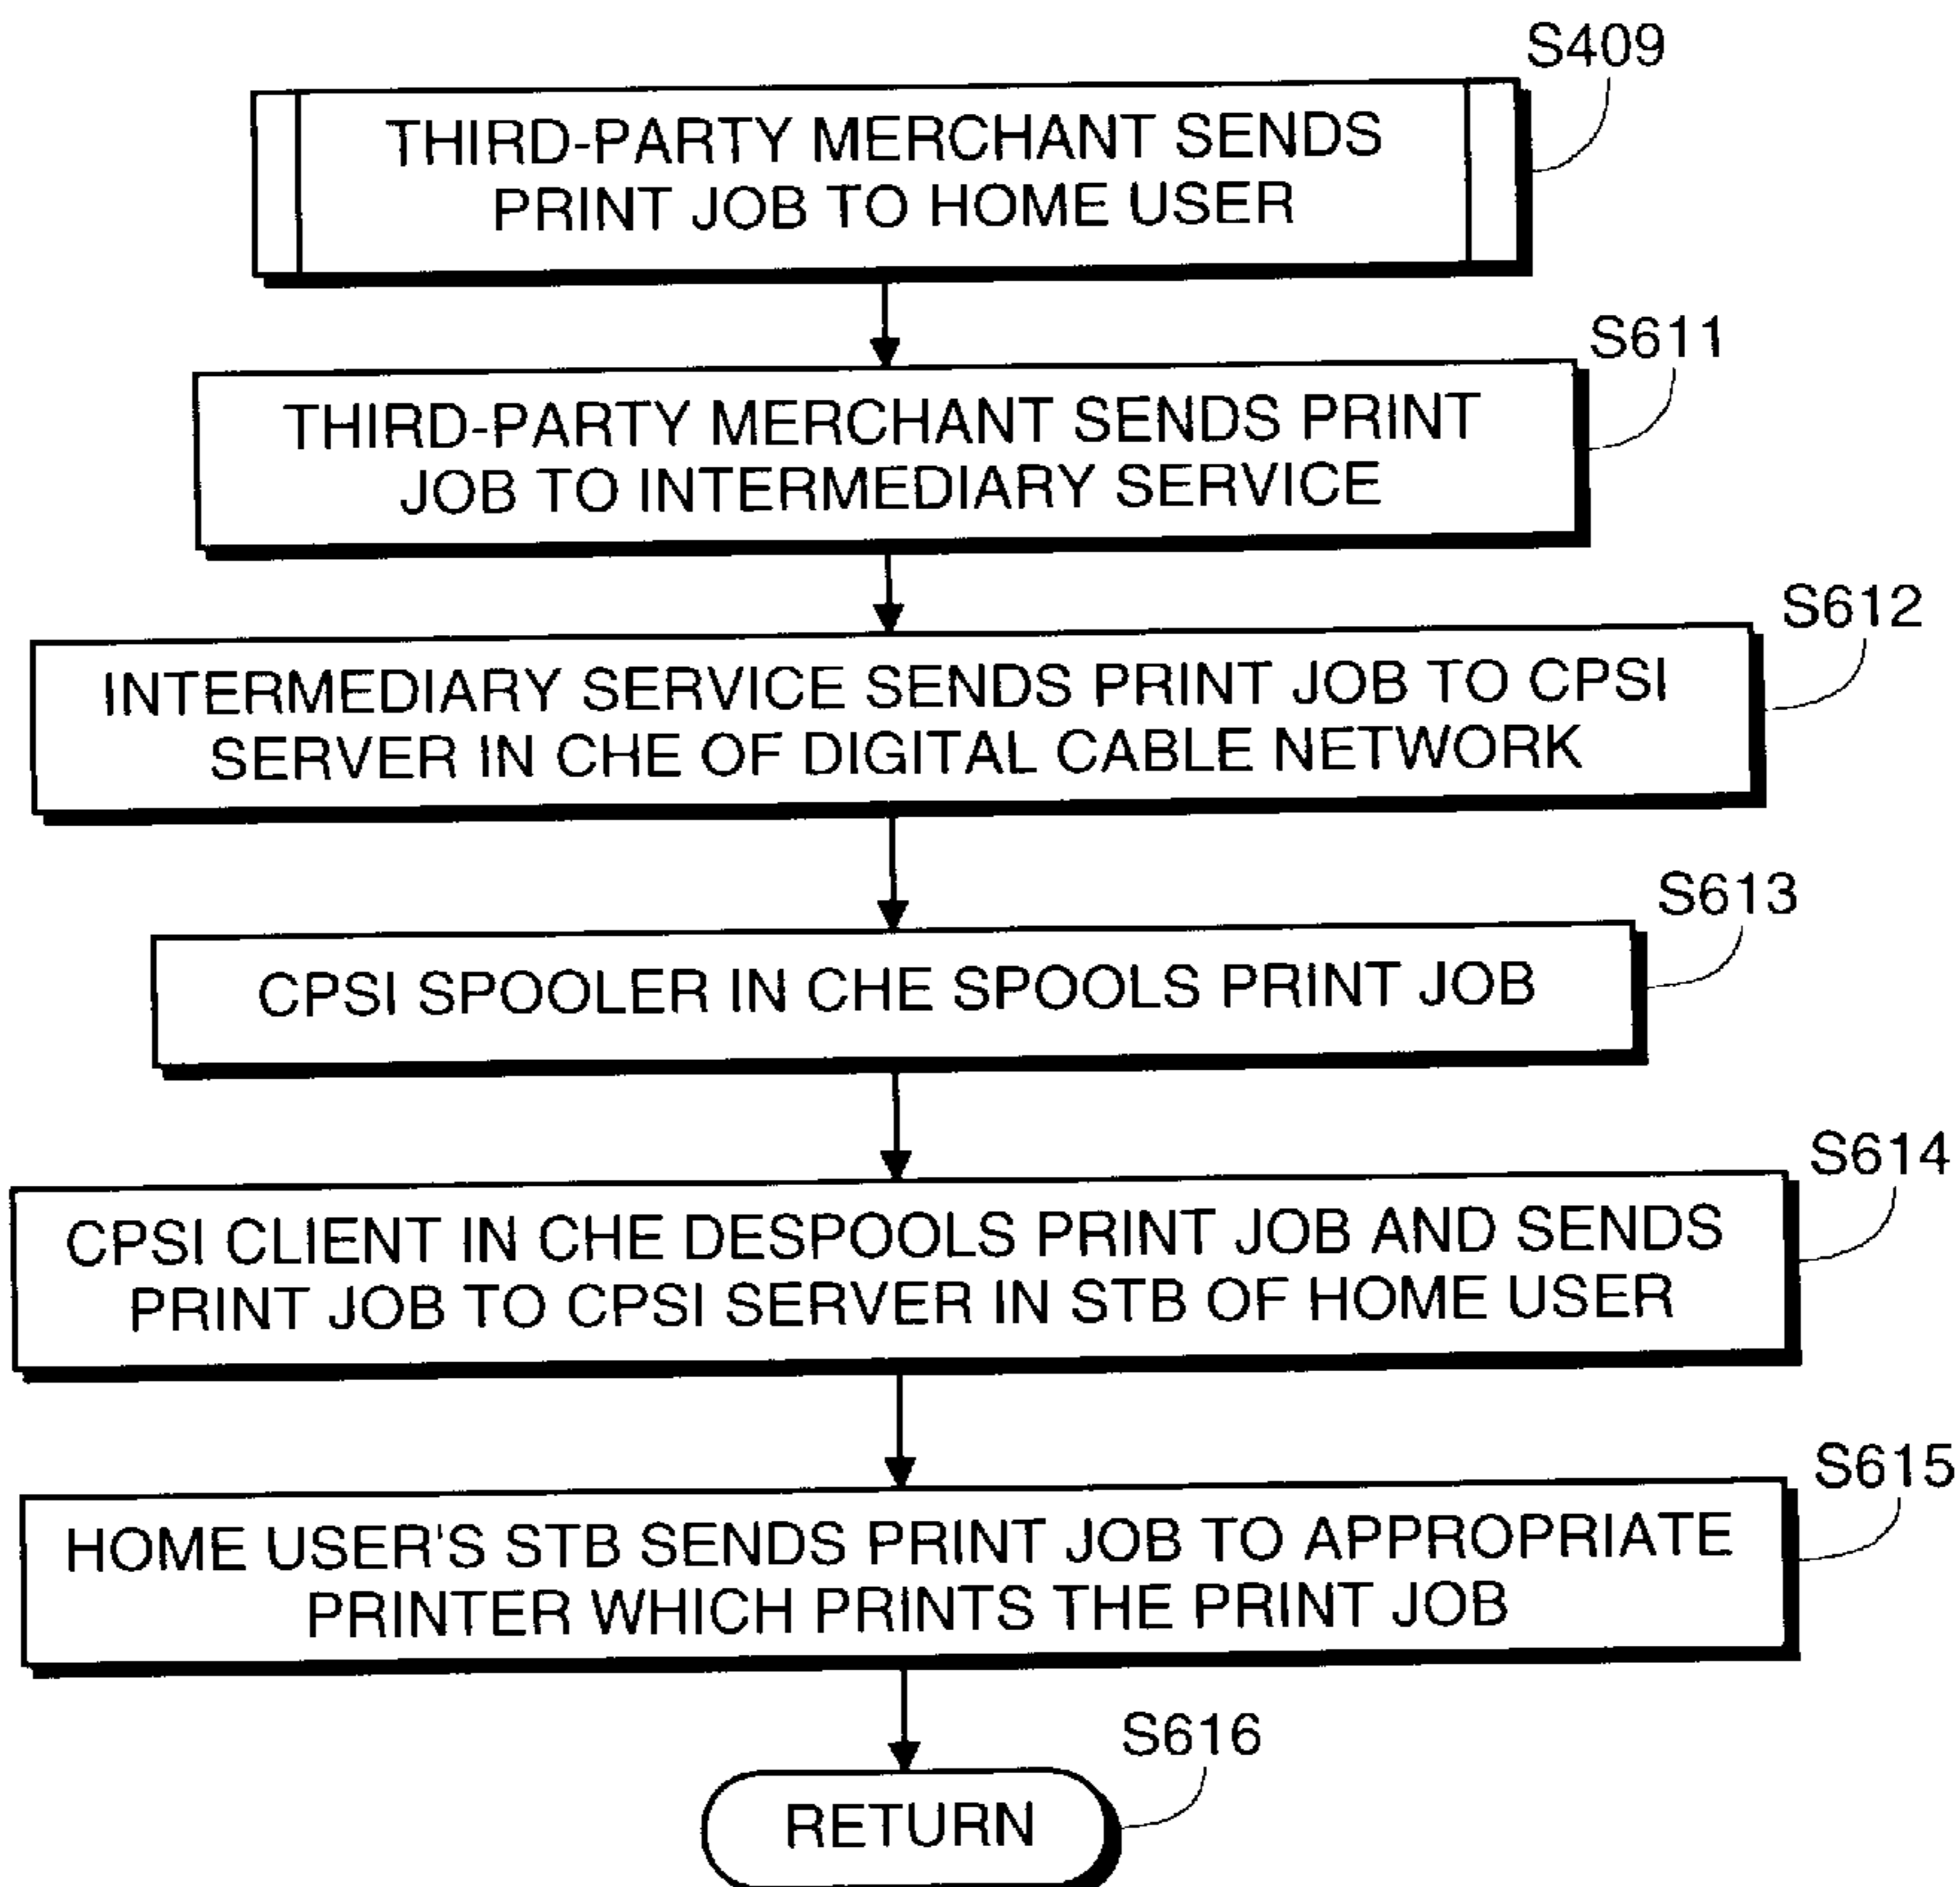 S409
THIRD-PARTY MERCHANT SENDS
PRINT JOB TO HOME USER
S611
THIRD-PARTY MERCHANT SENDS PRINT
JOB TO INTERMEDIARY SERVICE
S612
INTERMEDIARY SERVICE SENDS PRINT JOB TO CPSI
SERVER IN CHE OF DIGITAL CABLE NETWORK
S613
CPSI SPOOLER IN CHE SPOOLS PRINT JOB
S614
CPSI CLIENT IN CHE DESPOOLS PRINT JOB AND SENDS
PRINT JOB TO CPSI SERVER IN STB OF HOME USER
S615
HOME USER'S STB SENDS PRINT JOB TO APPROPRIATE
PRINTER WHICH PRINTS THE PRINT JOB
S616
RETURN